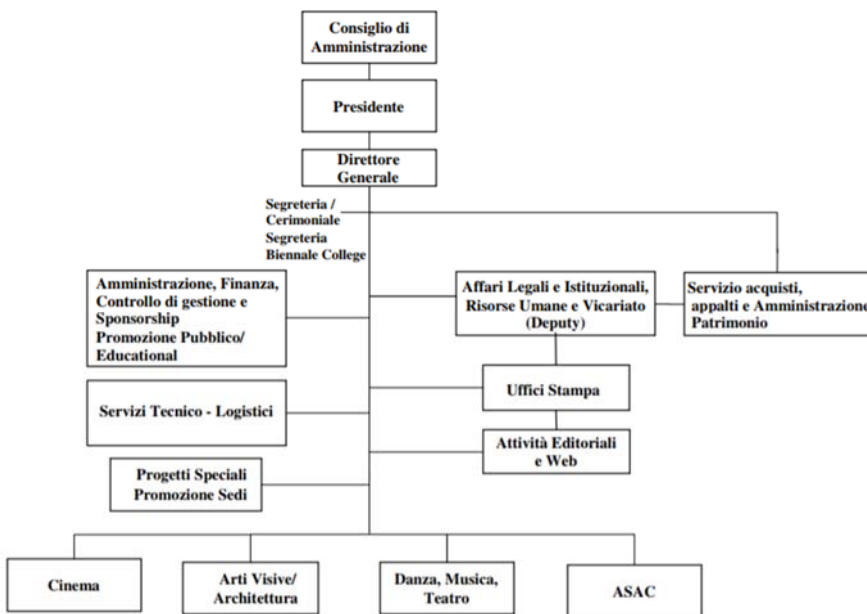 Consiglio di
Amministrazione
Presidente
Direttore
Generale
Segreteria /
Cerimoniale
Segreteria
Biennale College
Amministrazione, Finanza,
Controllo di gestione e
Sponsorship
Promozione Pubblico/
Educational
Affari Legali e Istituzionali,
Risorse Umane e Vicariato
(Deputy)
Servizio acquisti,
appalti e Amministrazione
Patrimonio
Uffici Stampa
Servizi Tecnico - Logistici
Attività Editoriali
e Web
Progetti Speciali
Promozione Sedi
Cinema
Arti Visive/
Architettura
Danza, Musica,
Teatro
ASAC